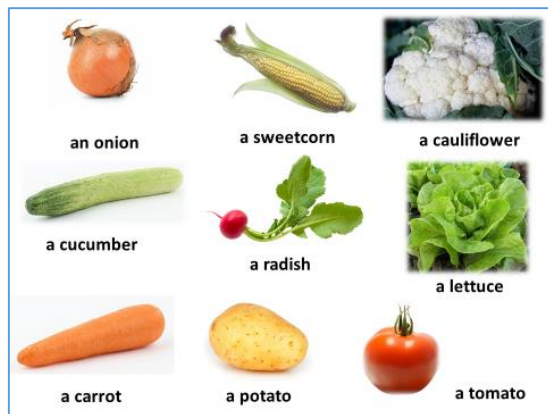 an onion
a sweetcorn
a cauliflower
a cucumber
a radish
a lettuce
a carrot
a potato
a tomato